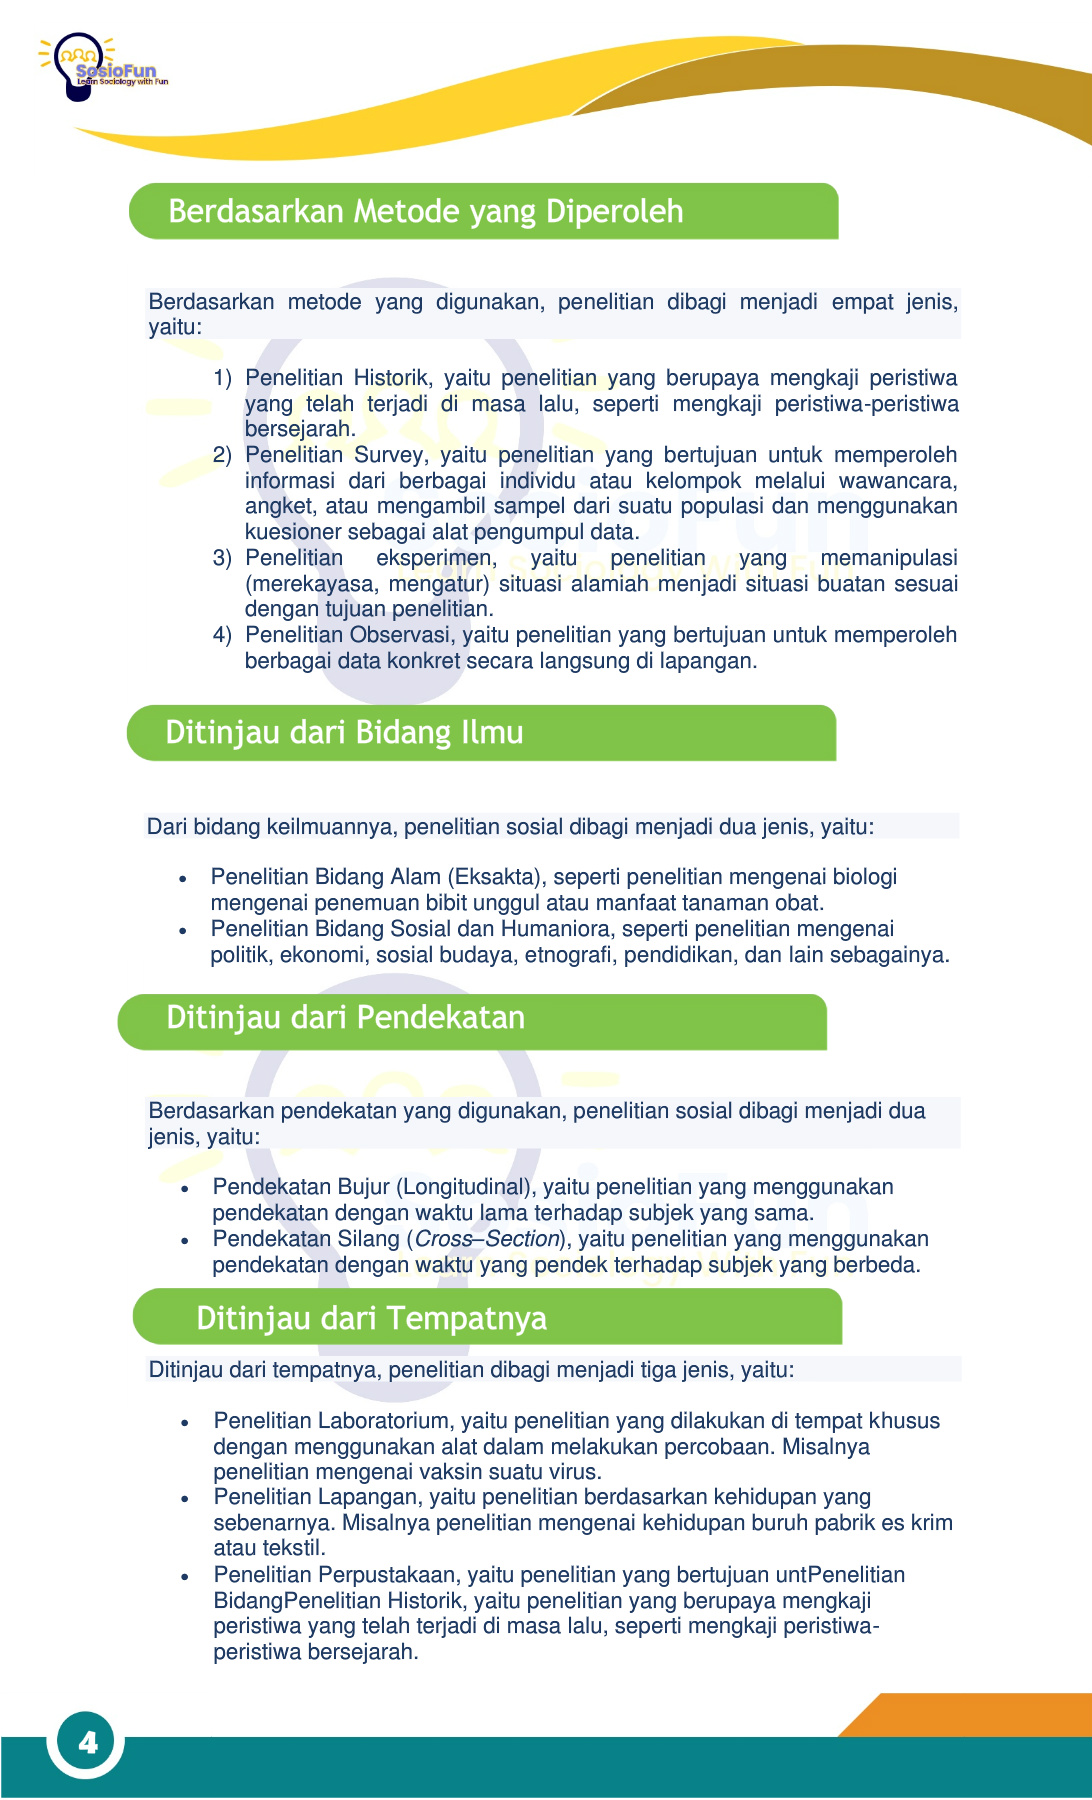 SosioFun
Learn Sociology with Fun
Berdasarkan Metode yang Diperoleh
Berdasarkan metode yang digunakan, penelitian dibagi menjadi empat jenis,
yaitu:
1) Penelitian Historik, yaitu penelitian yang berupaya mengkaji peristiwa
yang telah terjadi di masa lalu, seperti mengkaji peristiwa-peristiwa
bersejarah.
2) Penelitian Survey, yaitu penelitian yang bertujuan untuk memperoleh
informasi dari berbagai individu atau kelompok melalui wawancara,
angket, atau mengambil sampel dari suatu populasi dan menggunakan
kuesioner sebagai alat pengumpul data.
3) Penelitian eksperimen, yaitu penelitian yang memanipulasi
(merekayasa, mengatur) situasi alamiah menjadi situasi buatan sesuai
dengan tujuan penelitian.
4) Penelitian Observasi, yaitu penelitian yang bertujuan untuk memperoleh
berbagai data konkret secara langsung di lapangan.
Ditinjau dari Bidang Ilmu
Dari bidang keilmuannya, penelitian sosial dibagi menjadi dua jenis, yaitu:
• Penelitian Bidang Alam (Eksakta), seperti penelitian mengenai biologi
mengenai penemuan bibit unggul atau manfaat tanaman obat.
• Penelitian Bidang Sosial dan Humaniora, seperti penelitian mengenai
politik, ekonomi, sosial budaya, etnografi, pendidikan, dan lain sebagainya.
Ditinjau dari Pendekatan
Berdasarkan pendekatan yang digunakan, penelitian sosial dibagi menjadi dua
jenis, yaitu:
• Pendekatan Bujur (Longitudinal), yaitu penelitian yang menggunakan
pendekatan dengan waktu lama terhadap subjek yang sama.
• Pendekatan Silang (Cross–Section), yaitu penelitian yang menggunakan
pendekatan dengan waktu yang pendek terhadap subjek yang berbeda.
Ditinjau dari Tempatnya
Ditinjau dari tempatnya, penelitian dibagi menjadi tiga jenis, yaitu:
• Penelitian Laboratorium, yaitu penelitian yang dilakukan di tempat khusus
dengan menggunakan alat dalam melakukan percobaan. Misalnya
penelitian mengenai vaksin suatu virus.
• Penelitian Lapangan, yaitu penelitian berdasarkan kehidupan yang
sebenarnya. Misalnya penelitian mengenai kehidupan buruh pabrik es krim
atau tekstil.
• Penelitian Perpustakaan, yaitu penelitian yang bertujuan untPenelitian
BidangPenelitian Historik, yaitu penelitian yang berupaya mengkaji
peristiwa yang telah terjadi di masa lalu, seperti mengkaji peristiwa-
peristiwa bersejarah.
4